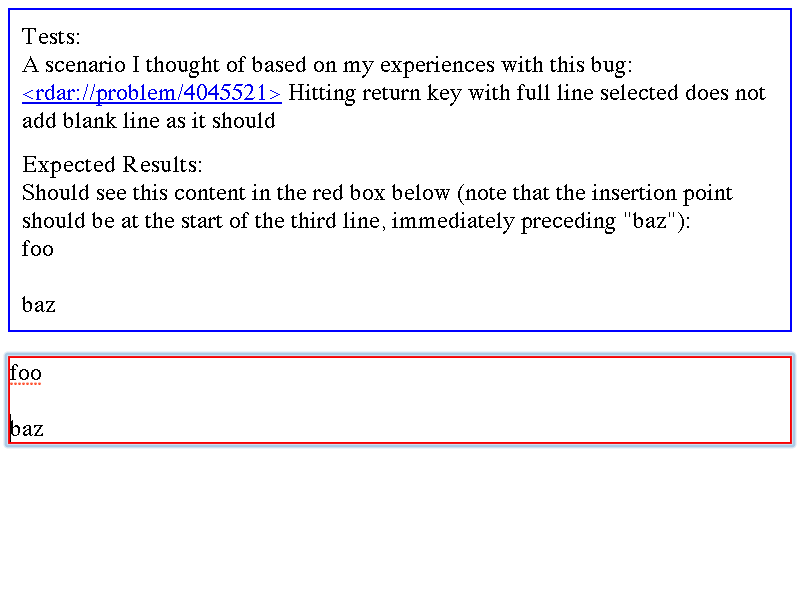 Tests:
A scenario I thought of based on my experiences with this bug:
<rdar://problem/4045521> Hitting return key with full line selected does not
add blank line as it should
Expected Results:
Should see this content in the red box below (note that the insertion point
should be at the start of the third line, immediately preceding "baz"):
foo
baz
foo
baz